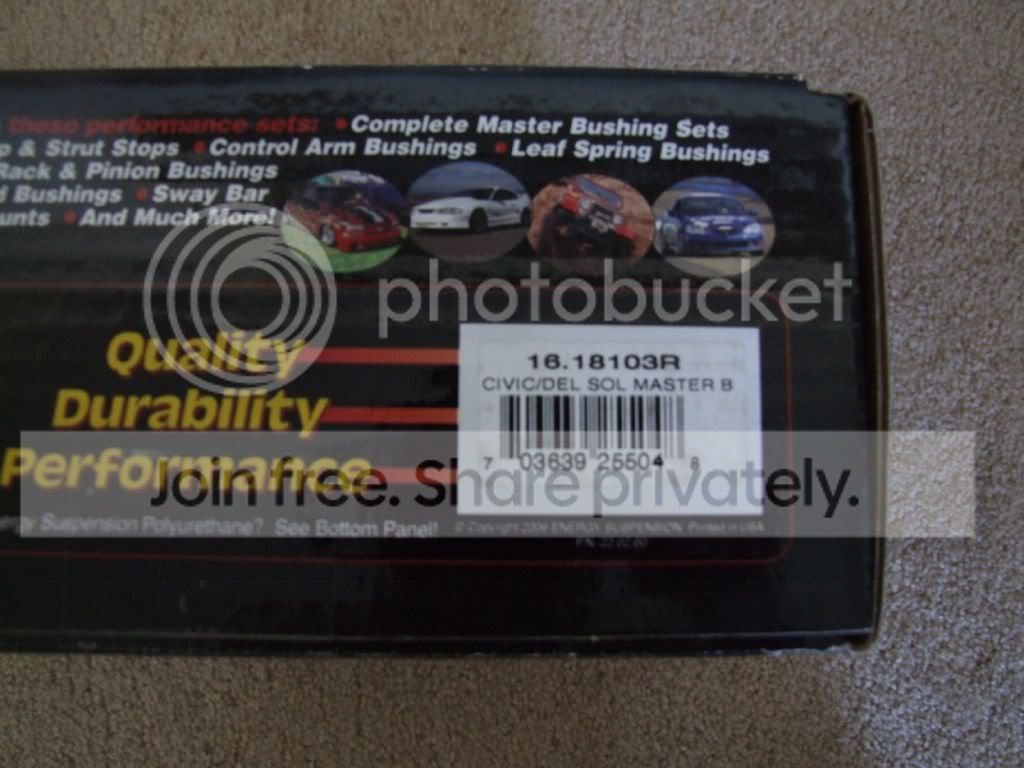 these performance sets: • Complete Master Bushing Sets
p & Strut Stops • Control Arm Bushings • Leaf Spring Bushings
Rack & Pinion Bushings
d Bushings • Sway Bar
unts • And Much More!
photobucket
Quality
Durability
Performance
16.18103R
CIVIC/DEL SOL MASTER B
7 03639 25504 8
Join free. Share privately.
ergy Suspension Polyurethane? See Bottom Panel!
© Copyright 2006 ENERGY SUSPENSION. Printed in USA